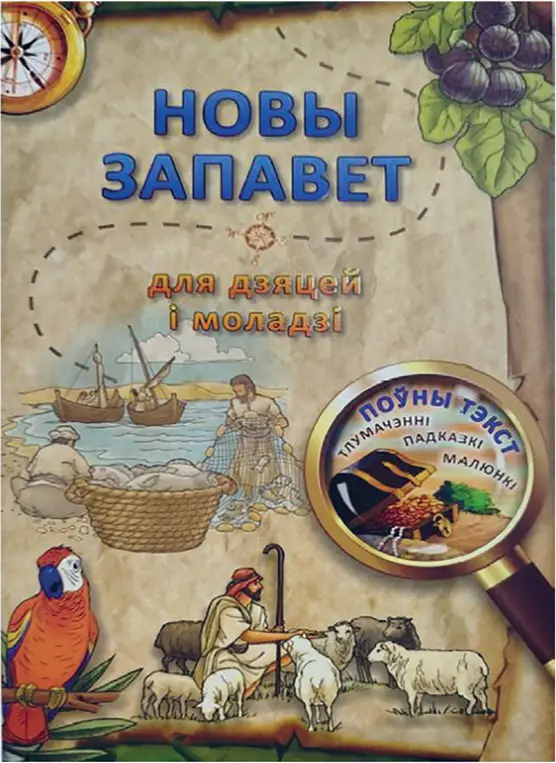 НОВЫ
ЗАПАВЕТ
для дзяцей
і моладзі
ПОЎНЫ ТЭКСТ
ТЛУМАЧЭННІ
ПАДКАЗКІ
МАЛЮНКІ